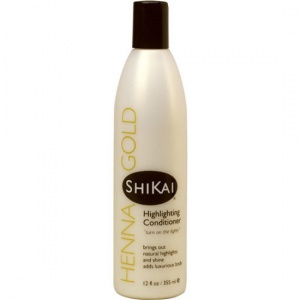 HENNA GOLD
SHIKAI
Highlighting
Conditioner
"turn on the lights"
brings out
natural highlights
and shine
adds luxurious body
12 fl oz / 355 ml e